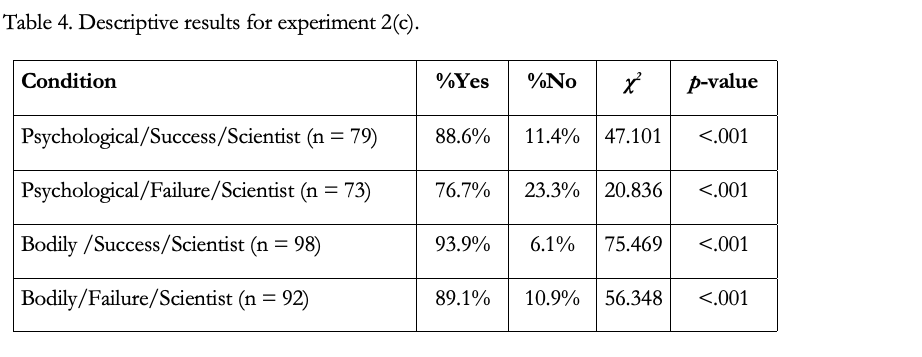 Table 4. Descriptive results for experiment 2(c).
Condition %Yes %No χ² p-value
Psychological/Success/Scientist (n = 79) 88.6% 11.4% 47.101 <.001
Psychological/Failure/Scientist (n = 73) 76.7% 23.3% 20.836 <.001
Bodily /Success/Scientist (n = 98) 93.9% 6.1% 75.469 <.001
Bodily/Failure/Scientist (n = 92) 89.1% 10.9% 56.348 <.001